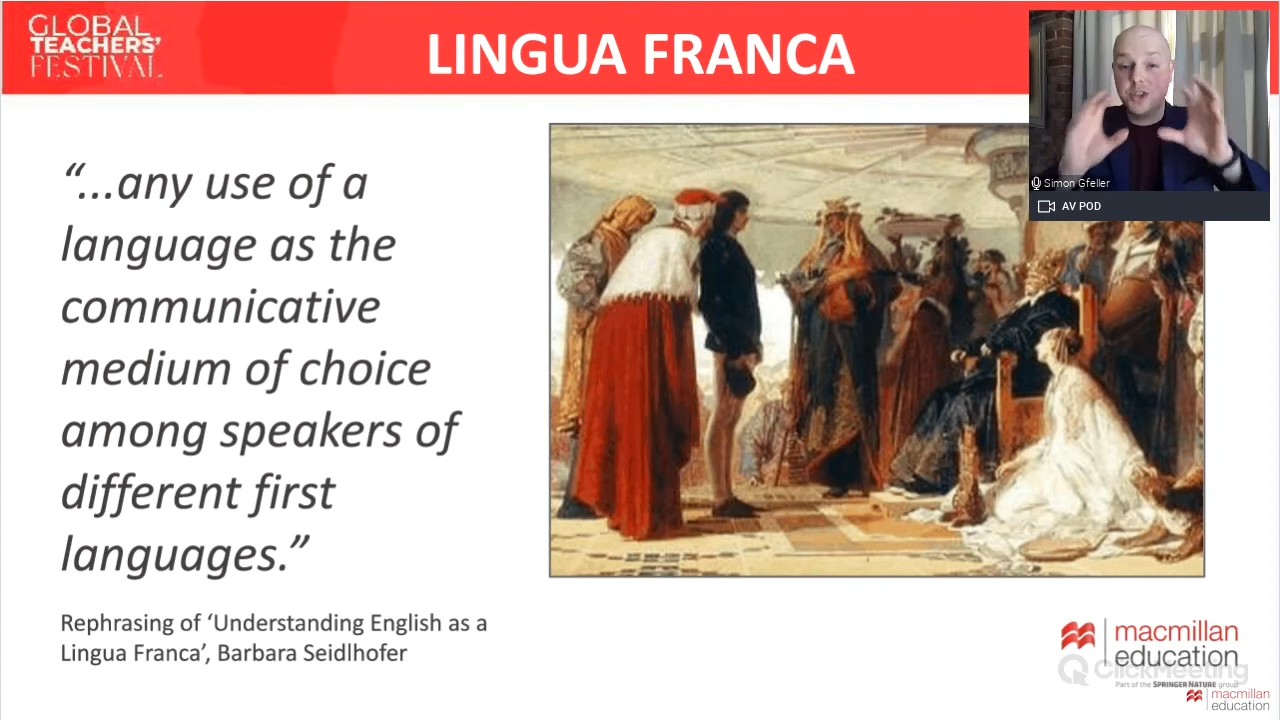 GLOBAL
TEACHERS'
FESTIVAL
LINGUA FRANCA
Simon Gfeller
AV POD
“...any use of a
language as the
communicative
medium of choice
among speakers of
different first
languages.”
Rephrasing of ‘Understanding English as a
Lingua Franca’, Barbara Seidlhofer
macmillan
education
ClickMeeting
Part of the SPRINGER NATURE group
macmillan
education